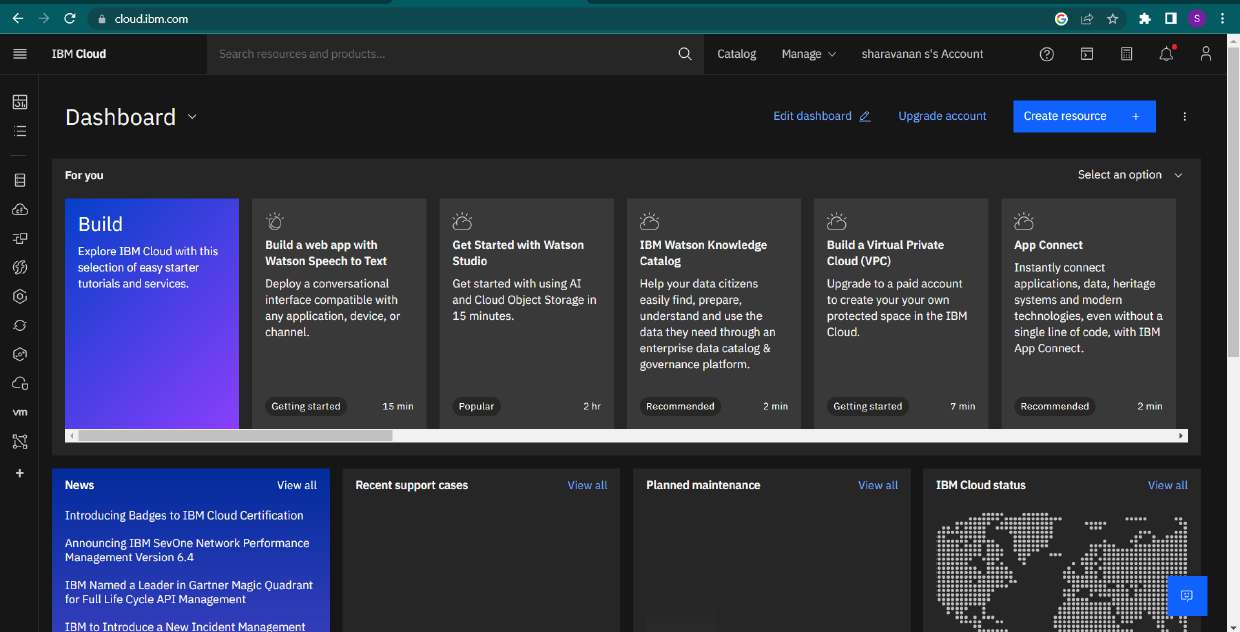 cloud.ibm.com
S
IBM Cloud
Search resources and products...
Catalog
Manage
sharavanan s's Account
Dashboard
Edit dashboard
Upgrade account
Create resource +
For you
Select an option
Build
Explore IBM Cloud with this
selection of easy starter
tutorials and services.
Build a web app with
Watson Speech to Text
Deploy a conversational
interface compatible with
any application, device, or
channel.
Getting started
15 min
Get Started with Watson
Studio
Get started with using AI
and Cloud Object Storage in
15 minutes.
Popular
2 hr
IBM Watson Knowledge
Catalog
Help your data citizens
easily find, prepare,
understand and use the
data they need through an
enterprise data catalog &
governance platform.
Recommended
2 min
Build a Virtual Private
Cloud (VPC)
Upgrade to a paid account
to create your your own
protected space in the IBM
Cloud.
Getting started
7 min
App Connect
Instantly connect
applications, data, heritage
systems and modern
technologies, even without a
single line of code, with IBM
App Connect.
Recommended
2 min
vm
News
View all
Introducing Badges to IBM Cloud Certification
Announcing IBM SevOne Network Performance
Management Version 6.4
IBM Named a Leader in Gartner Magic Quadrant
for Full Life Cycle API Management
IBM to Introduce a New Incident Management
Recent support cases
View all
Planned maintenance
View all
IBM Cloud status
View all